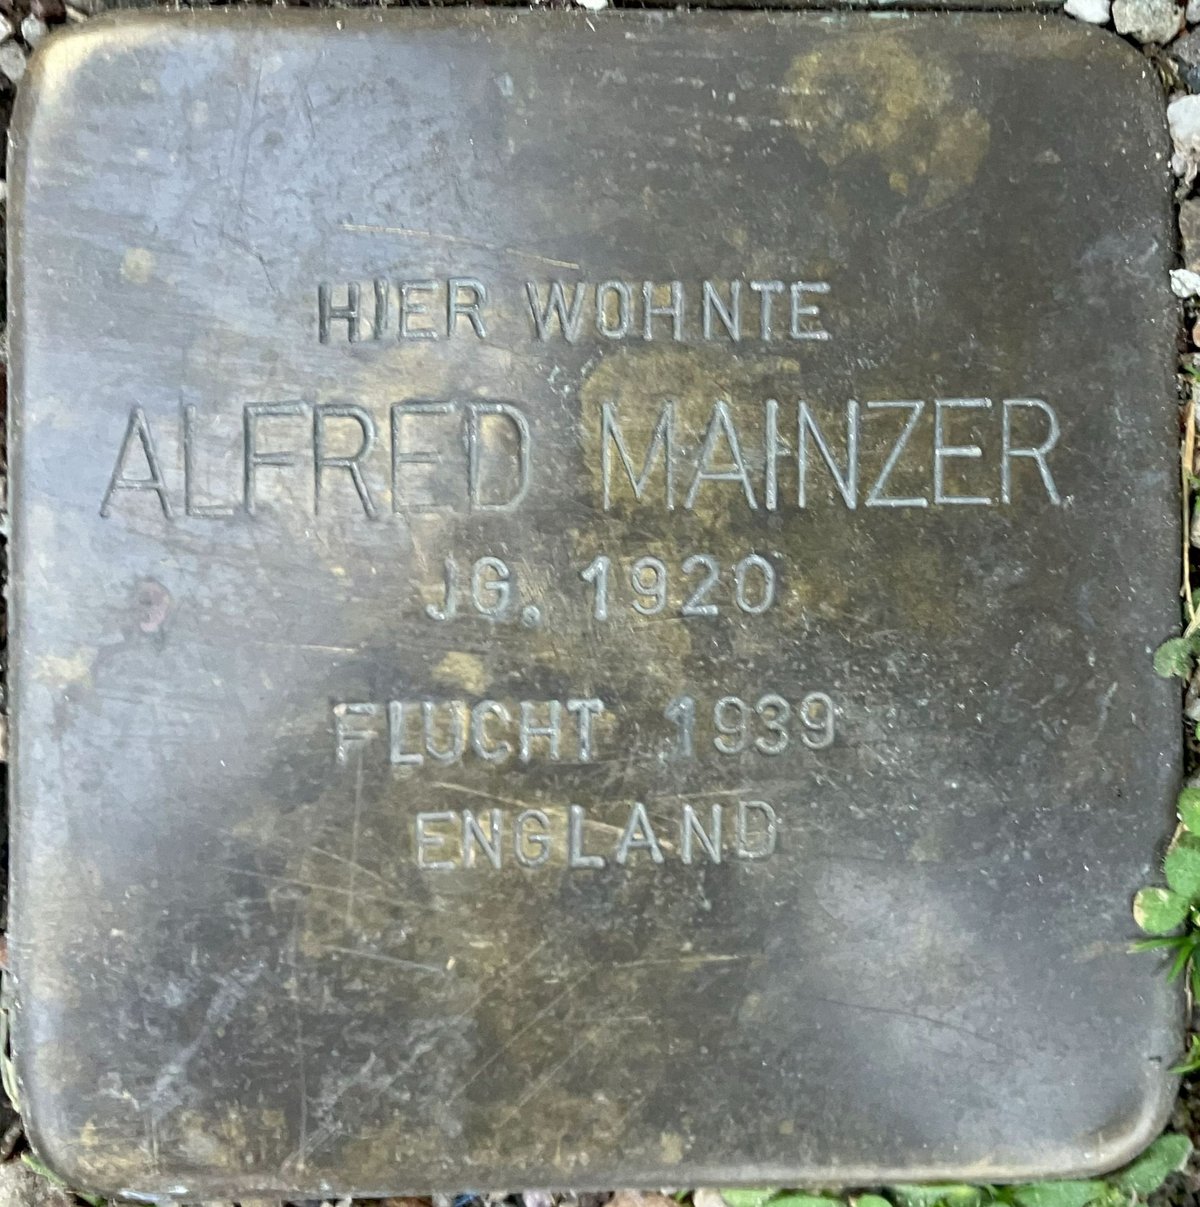 HIER WOHNTE
ALFRED MAINZER
JG. 1920
FLUCHT 1939
ENGLAND